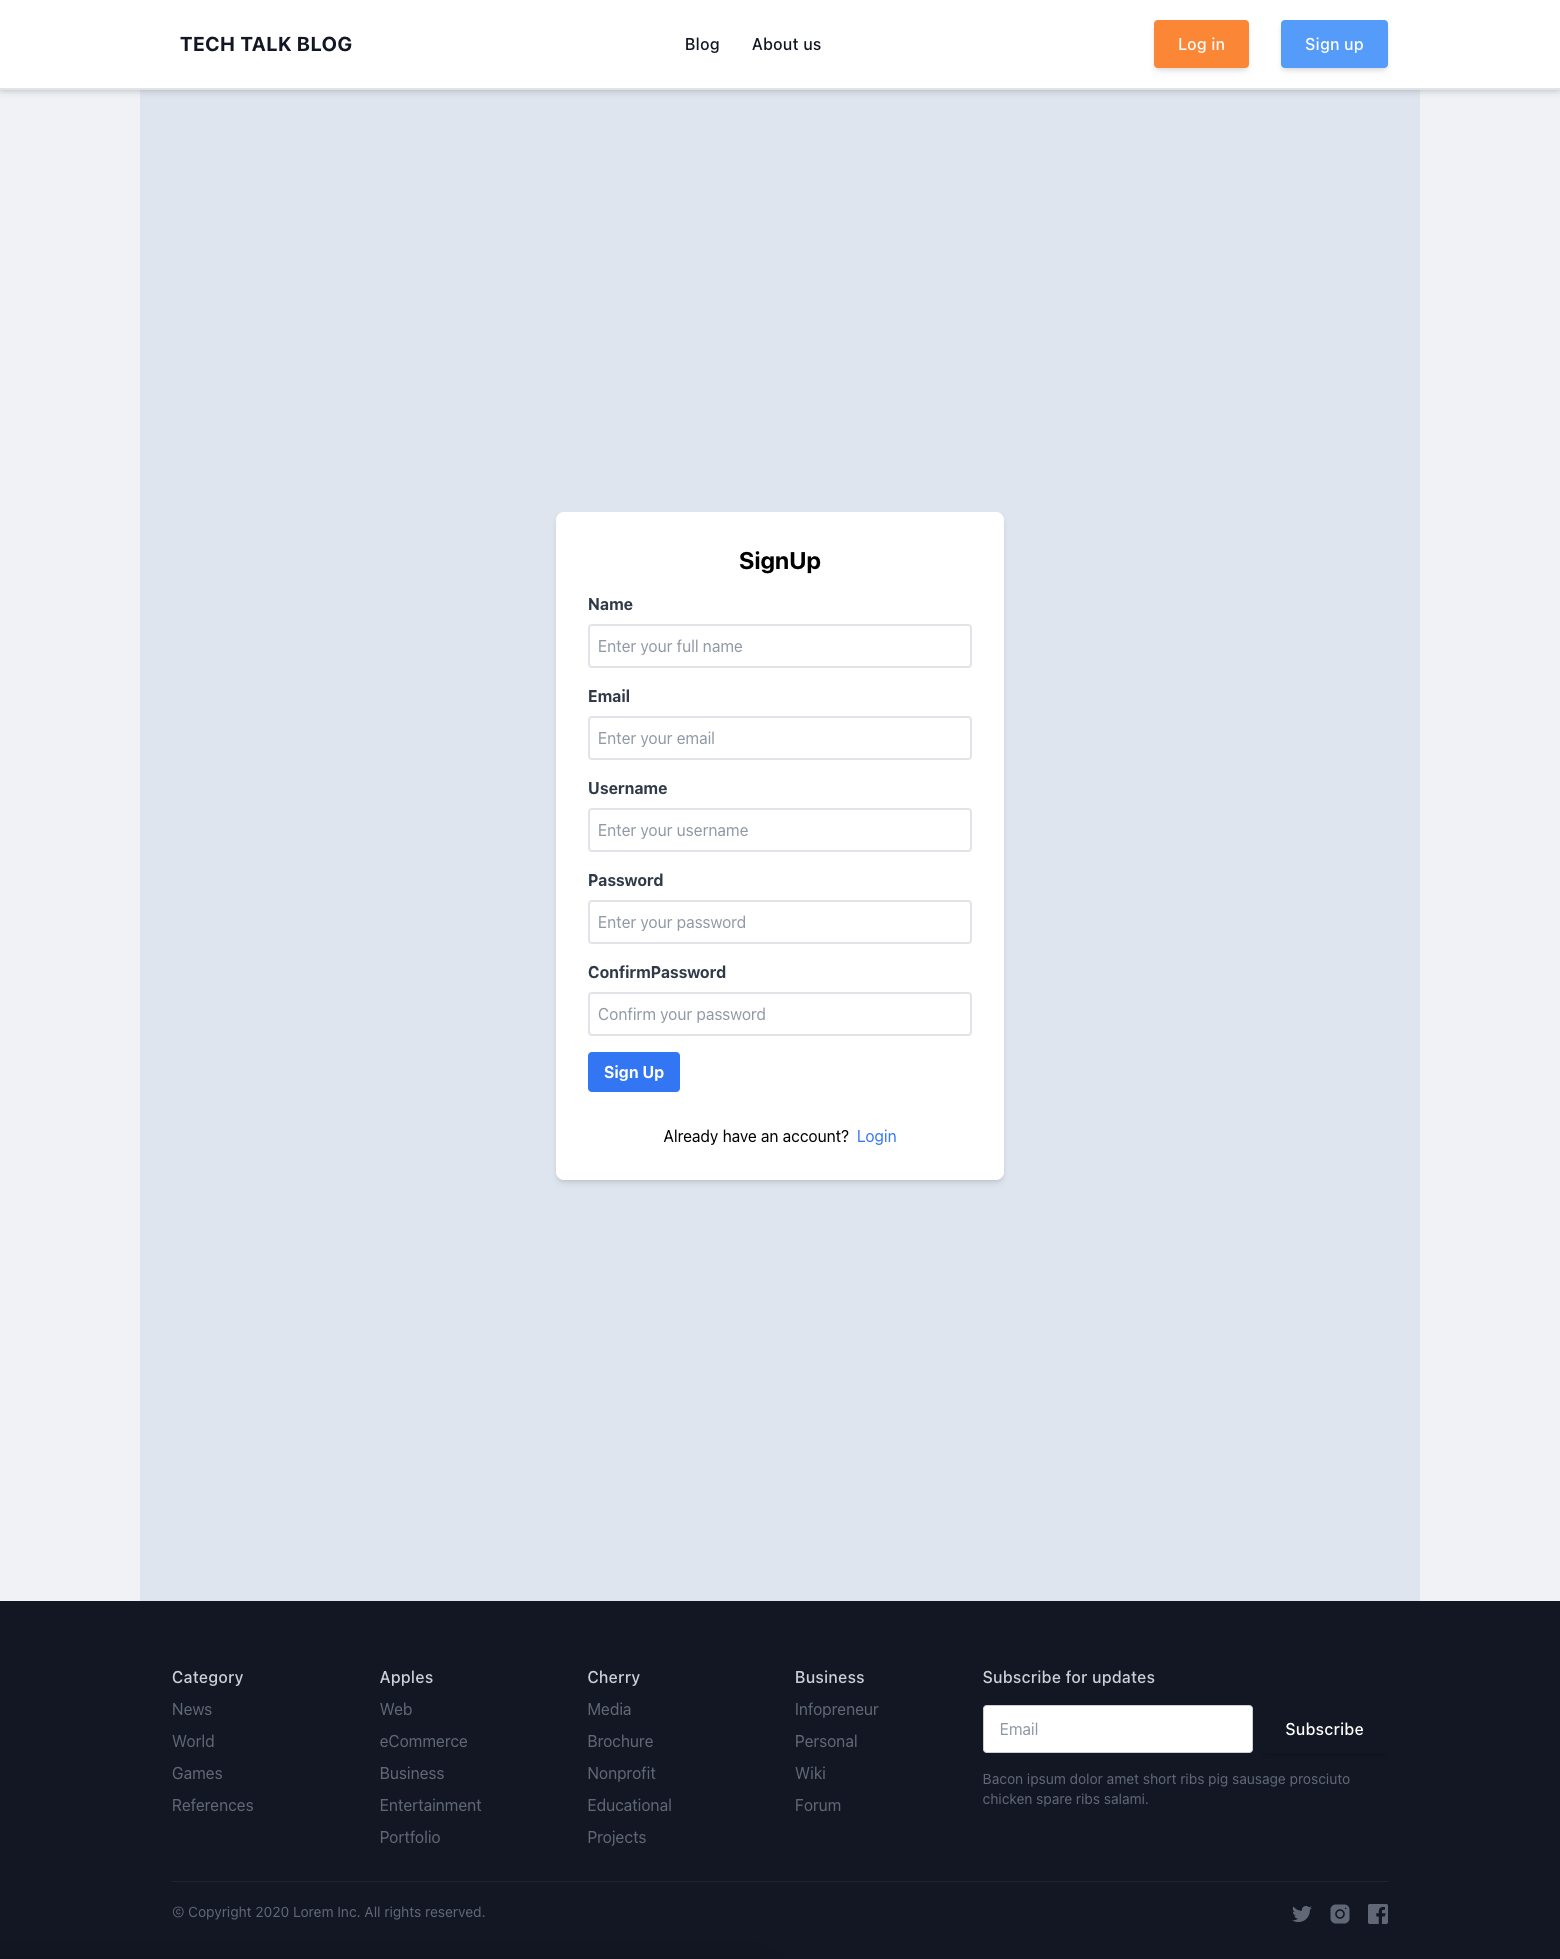 TECH TALK BLOG
Blog
About us
Log in
Sign up
SignUp
Name
Enter your full name
Email
Enter your email
Username
Enter your username
Password
Enter your password
ConfirmPassword
Confirm your password
Sign Up
Already have an account? Login
Category
News
World
Games
References
Apples
Web
eCommerce
Business
Entertainment
Portfolio
Cherry
Media
Brochure
Nonprofit
Educational
Projects
Business
Infopreneur
Personal
Wiki
Forum
Subscribe for updates
Email
Subscribe
Bacon ipsum dolor amet short ribs pig sausage prosciuto
chicken spare ribs salami.
© Copyright 2020 Lorem Inc. All rights reserved.